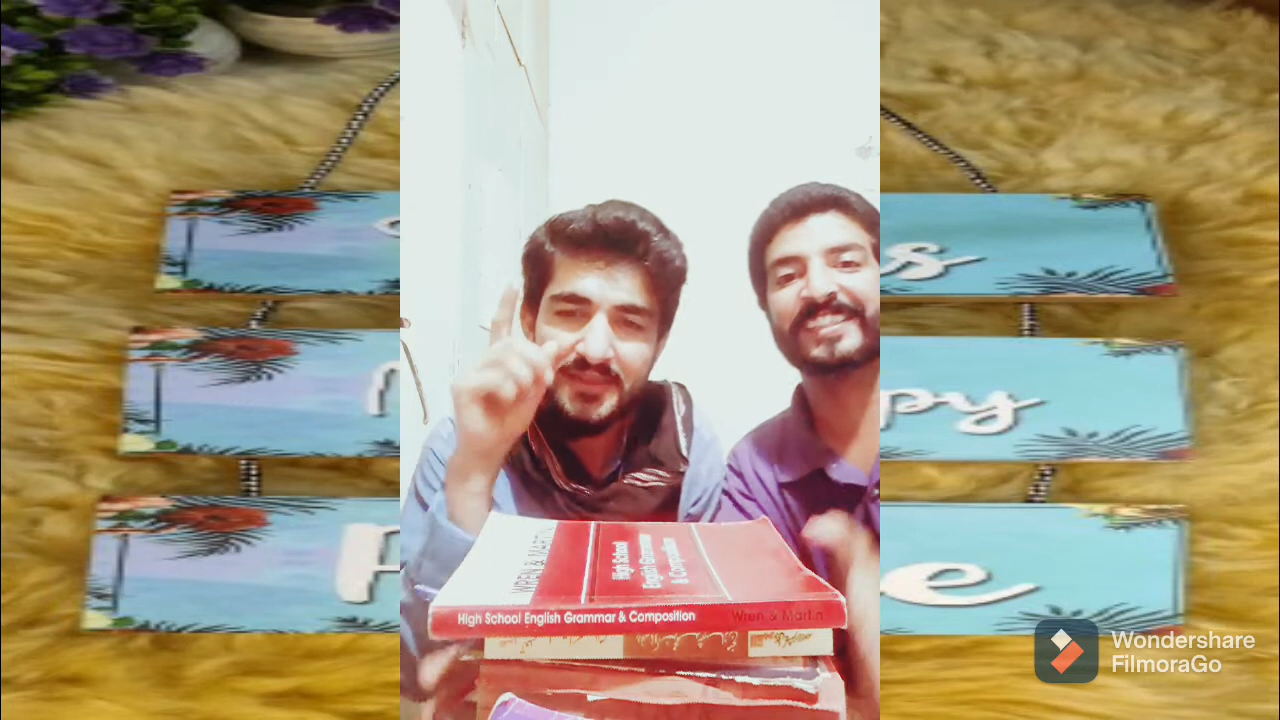 s
py
e
WREN & MARTIN
High School
English Grammar
& Composition
High School English Grammar & Composition
Wren & Martin
Wondershare
FilmoraGo